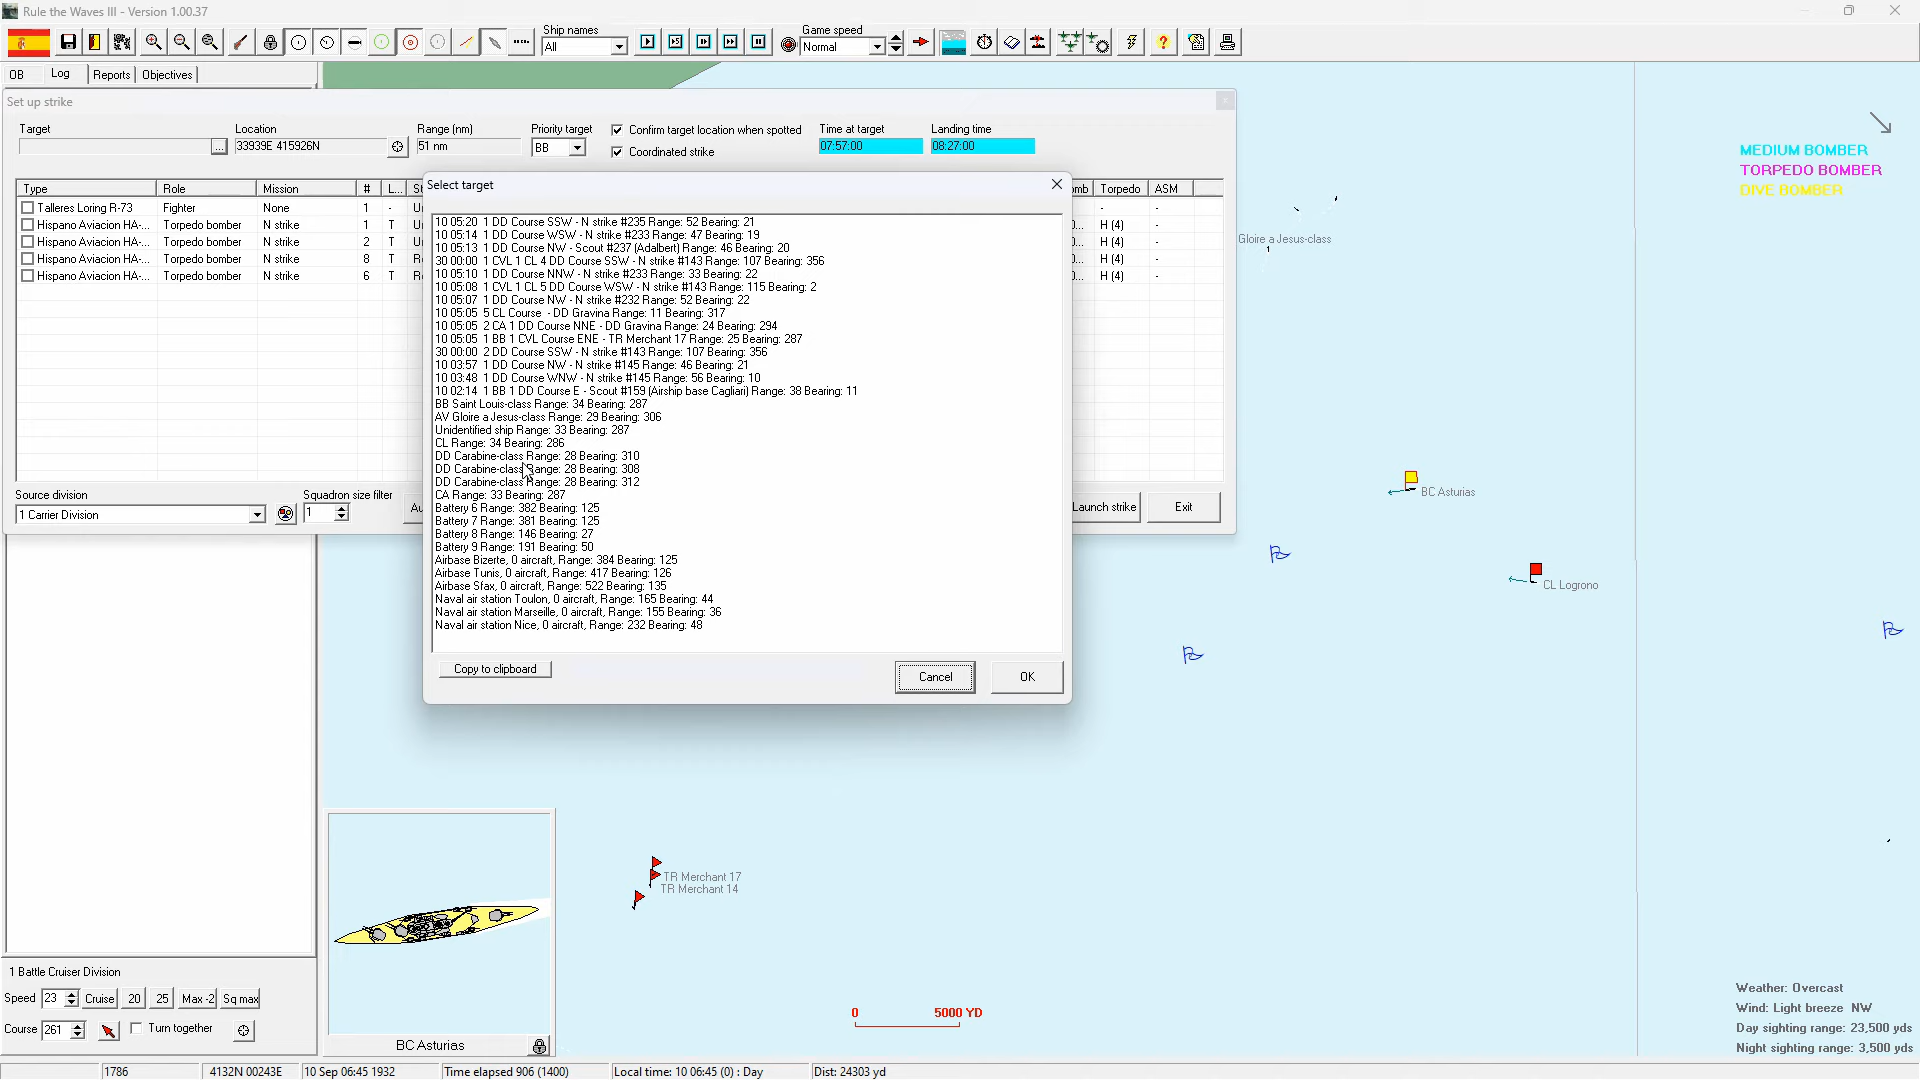 Rule the Waves III - Version 1.00.37
Ship names
All
Game speed
Normal
OB
Log
Reports
Objectives
Set up strike
Target
...
Location
33939E 415926N
Range (nm)
51 nm
Priority target
BB
Confirm target location when spotted
Coordinated strike
Time at target
07:57:00
Landing time
08:27:00
Type Role Mission # L...
Torpedo ASM
Talleres Loring R-73 Fighter None 1 - - -
Hispano Aviacion HA-... Torpedo bomber N strike 1 T H (4) -
Hispano Aviacion HA-... Torpedo bomber N strike 2 T H (4) -
Hispano Aviacion HA-... Torpedo bomber N strike 8 T H (4) -
Hispano Aviacion HA-... Torpedo bomber N strike 6 T H (4) -
Source division
1 Carrier Division
Squadron size filter
1
Launch strike
Exit
Select target
10 05:20 1 DD Course SSW - N strike #235 Range: 52 Bearing: 21
10 05:14 1 DD Course WSW - N strike #233 Range: 47 Bearing: 19
10 05:13 1 DD Course NW - Scout #237 (Adalbert) Range: 46 Bearing: 20
30 00:00 1 CVL 1 CL 4 DD Course SSW - N strike #143 Range: 107 Bearing: 356
10 05:10 1 DD Course NNW - N strike #233 Range: 33 Bearing: 22
10 05:08 1 CVL 1 CL 5 DD Course WSW - N strike #143 Range: 115 Bearing: 2
10 05:07 1 DD Course NW - N strike #232 Range: 52 Bearing: 22
10 05:05 5 CL Course - DD Gravina Range: 11 Bearing: 317
10 05:05 2 CA 1 DD Course NNE - DD Gravina Range: 24 Bearing: 294
10 05:05 1 BB 1 CVL Course ENE - TR Merchant 17 Range: 25 Bearing: 287
30 00:00 2 DD Course SSW - N strike #143 Range: 107 Bearing: 356
10 03:57 1 DD Course NW - N strike #145 Range: 46 Bearing: 21
10 03:48 1 DD Course WNW - N strike #145 Range: 56 Bearing: 10
10 02:14 1 BB 1 DD Course E - Scout #159 (Airship base Cagliari) Range: 38 Bearing: 11
BB Saint Louis-class Range: 34 Bearing: 287
AV Gloire a Jesus-class Range: 29 Bearing: 306
Unidentified ship Range: 33 Bearing: 287
CL Range: 34 Bearing: 286
DD Carabine-class Range: 28 Bearing: 310
DD Carabine-class Range: 28 Bearing: 308
DD Carabine-class Range: 28 Bearing: 312
CA Range: 33 Bearing: 287
Battery 6 Range: 382 Bearing: 125
Battery 7 Range: 381 Bearing: 125
Battery 8 Range: 146 Bearing: 27
Battery 9 Range: 191 Bearing: 50
Airbase Bizerte, 0 aircraft, Range: 384 Bearing: 125
Airbase Tunis, 0 aircraft, Range: 417 Bearing: 126
Airbase Sfax, 0 aircraft, Range: 522 Bearing: 135
Naval air station Toulon, 0 aircraft, Range: 165 Bearing: 44
Naval air station Marseille, 0 aircraft, Range: 155 Bearing: 36
Naval air station Nice, 0 aircraft, Range: 232 Bearing: 48
Copy to clipboard
Cancel
OK
MEDIUM BOMBER
TORPEDO BOMBER
DIVE BOMBER
Gloire a Jesus-class
BC Asturias
CL Logrono
TR Merchant 17
TR Merchant 14
0 5000 YD
Weather: Overcast
Wind: Light breeze NW
Day sighting range: 23,500 yds
Night sighting range: 3,500 yds
1 Battle Cruiser Division
Speed 23 Cruise 20 25 Max -2 Sq max
Course 261 Turn together
BC Asturias
1786
4132N 00243E
10 Sep 06:45 1932
Time elapsed 906 (1400)
Local time: 10 06:45 (0) : Day
Dist: 24303 yd